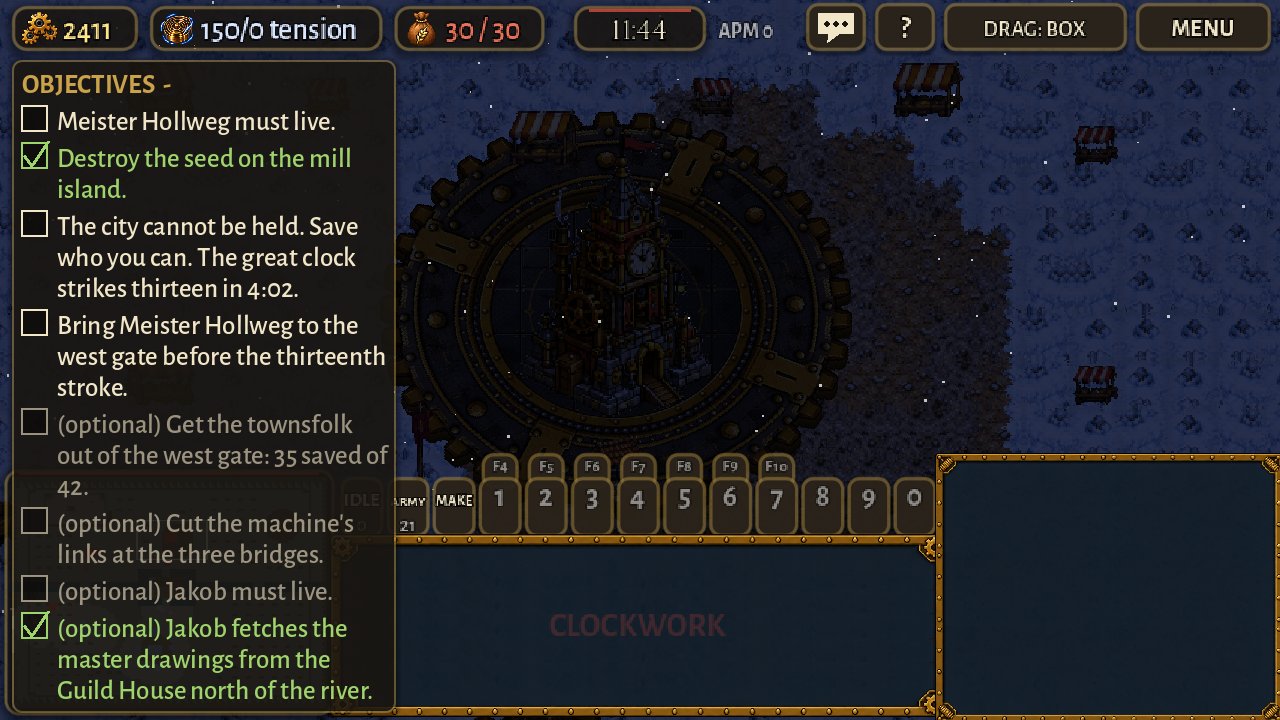 2411
150/0 tension
30/30
11:44
APM 0
?
DRAG: BOX
MENU
OBJECTIVES -
Meister Hollweg must live.
Destroy the seed on the mill
island.
The city cannot be held. Save
who you can. The great clock
strikes thirteen in 4:02.
Bring Meister Hollweg to the
west gate before the thirteenth
stroke.
(optional) Get the townsfolk
out of the west gate: 35 saved of
42.
(optional) Cut the machine's
links at the three bridges.
(optional) Jakob must live.
(optional) Jakob fetches the
master drawings from the
Guild House north of the river.
F4 F5 F6 F7 F8 F9 F10
IDLE ARMY MAKE 1 2 3 4 5 6 7 8 9 0
0 21
CLOCKWORK